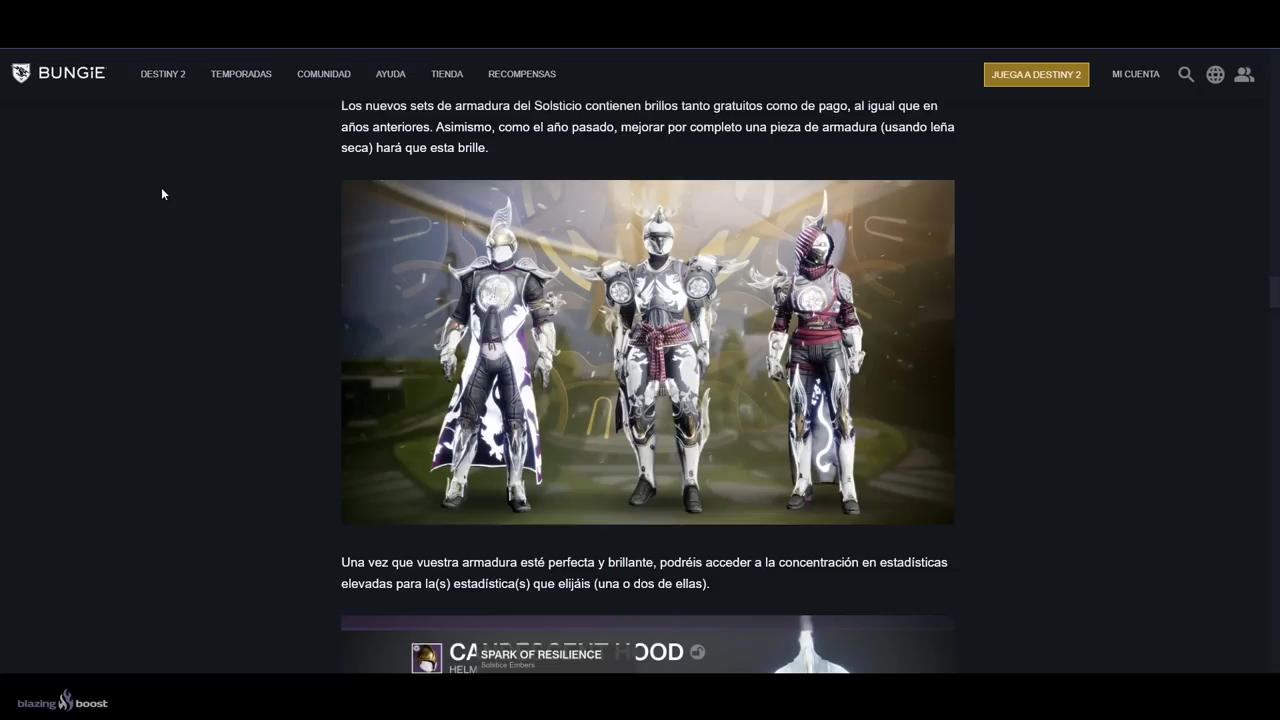 BUNGiE
DESTINY 2 TEMPORADAS COMUNIDAD AYUDA TIENDA RECOMPENSAS JUEGA A DESTINY 2 MI CUENTA
Los nuevos sets de armadura del Solsticio contienen brillos tanto gratuitos como de pago, al igual que en
años anteriores. Asimismo, como el año pasado, mejorar por completo una pieza de armadura (usando leña
seca) hará que esta brille.
Una vez que vuestra armadura esté perfecta y brillante, podréis acceder a la concentración en estadísticas
elevadas para la(s) estadística(s) que elijáis (una o dos de ellas).
SPARK OF RESILIENCE
Solstice Embers
blazing boost